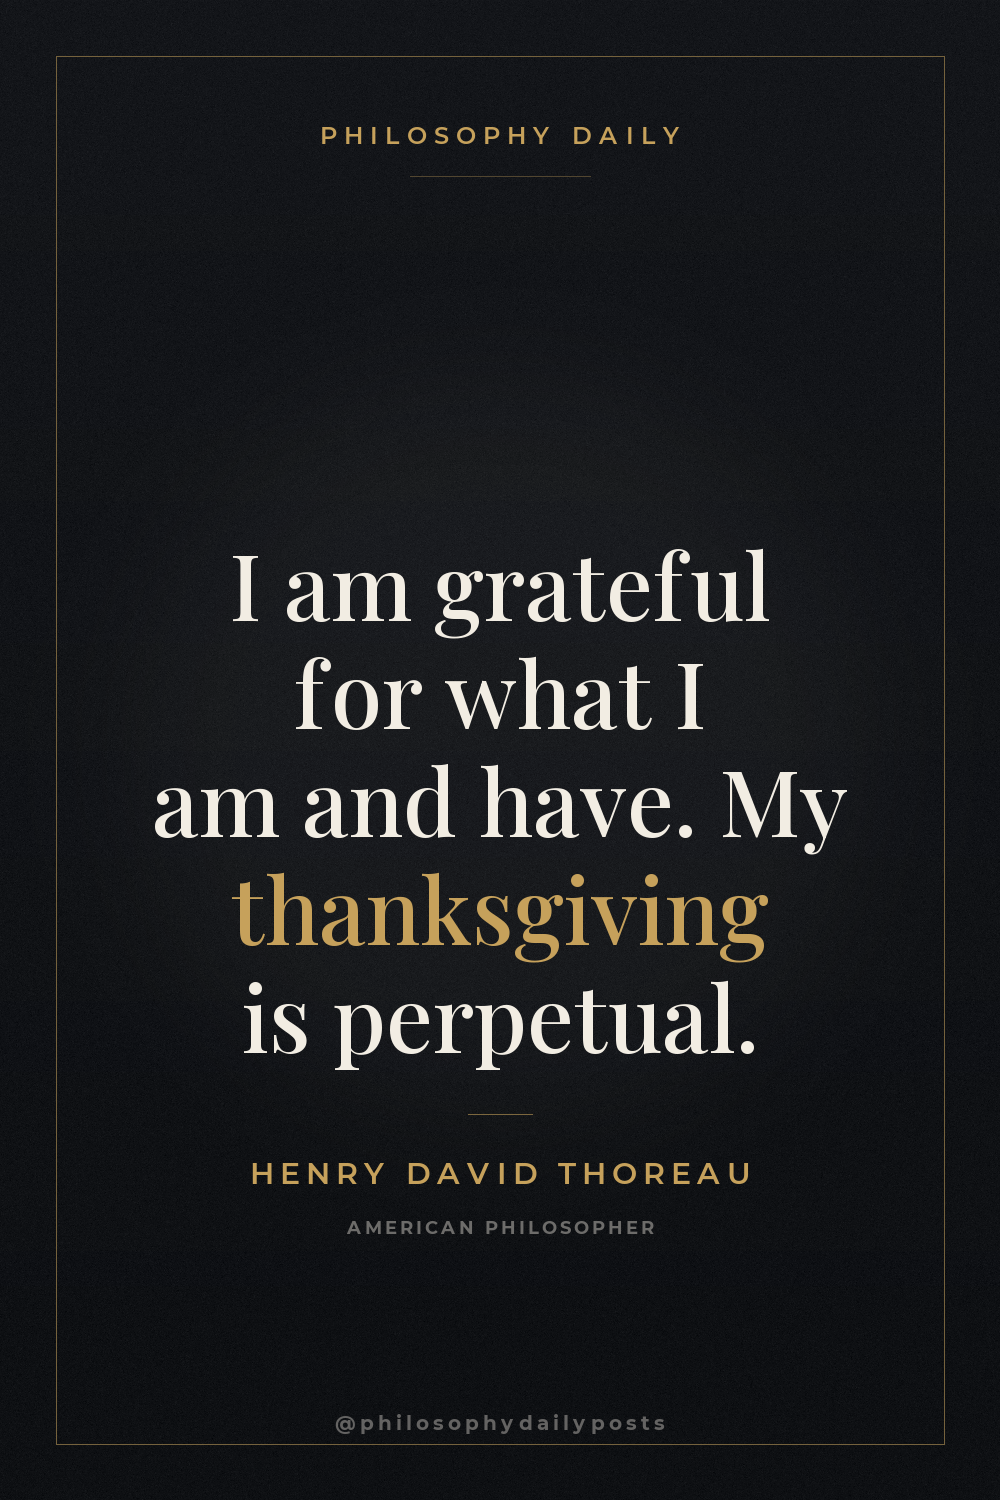 PHILOSOPHY DAILY
I am grateful
for what I
am and have. My
thanksgiving
is perpetual.
HENRY DAVID THOREAU
AMERICAN PHILOSOPHER
@philosophydailyposts